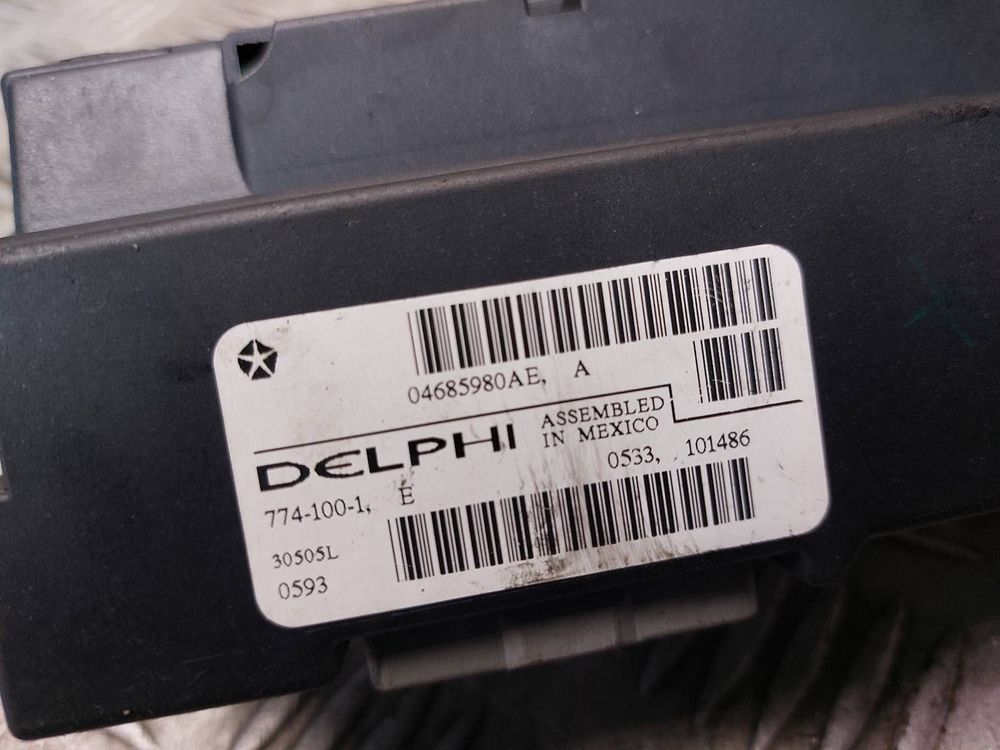 04685980AE, A
DELPHI
ASSEMBLED
IN MEXICO
0533, 101486
774-100-1, E
30505L
0593